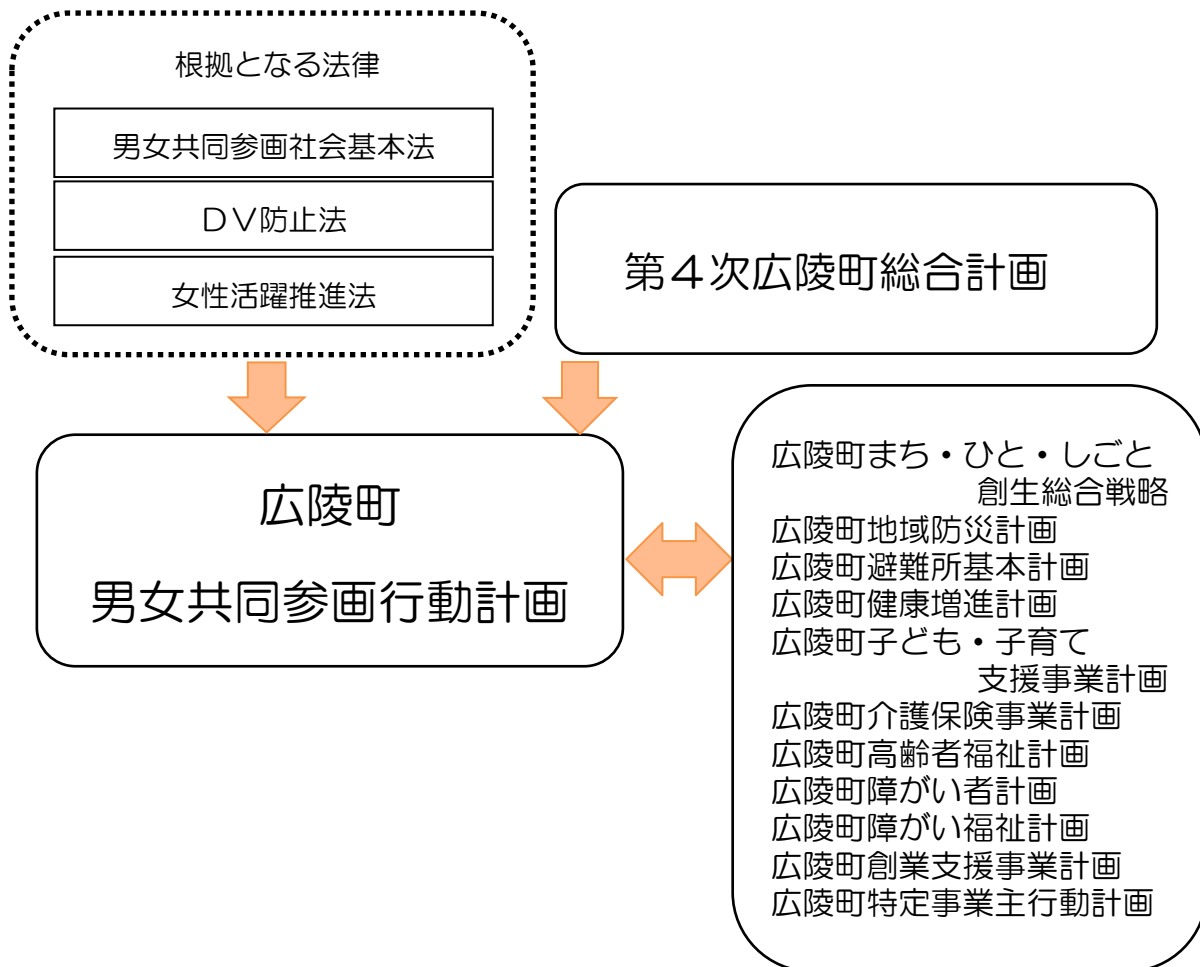 根拠となる法律
男女共同参画社会基本法
ＤＶ防止法
女性活躍推進法
第４次広陵町総合計画
広陵町
男女共同参画行動計画
広陵町まち・ひと・しごと
創生総合戦略
広陵町地域防災計画
広陵町避難所基本計画
広陵町健康増進計画
広陵町子ども・子育て
支援事業計画
広陵町介護保険事業計画
広陵町高齢者福祉計画
広陵町障がい者計画
広陵町障がい福祉計画
広陵町創業支援事業計画
広陵町特定事業主行動計画